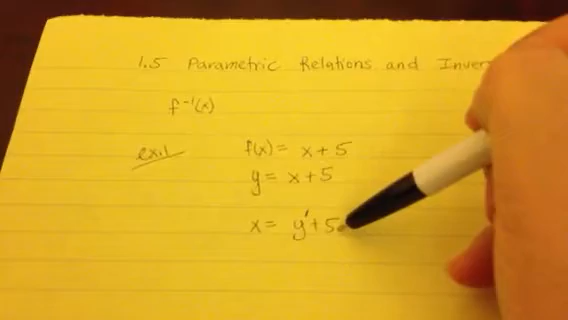 1.5 Parametric Relations and Inver
f⁻¹(x)
ex.1 f(x) = x + 5
y = x + 5
x = y' + 5